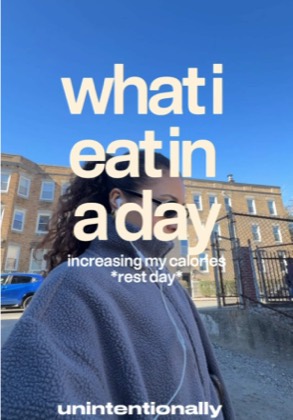 what i
eat in
a day
increasing my calories
*rest day*
unintentionally